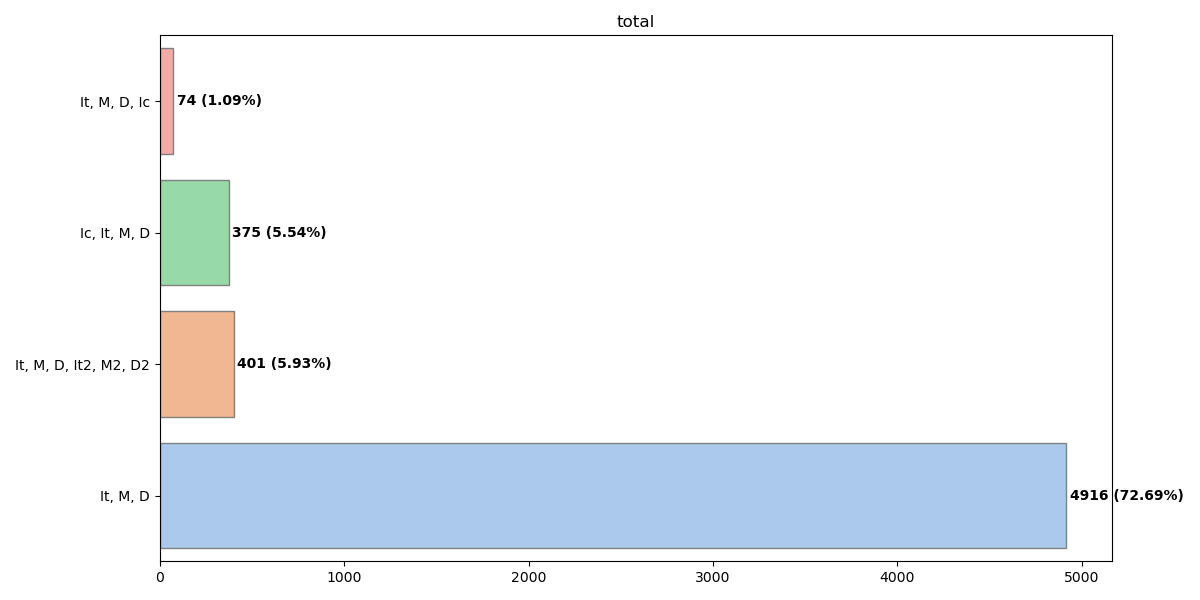 total
It, M, D, Ic
74 (1.09%)
Ic, It, M, D
375 (5.54%)
It, M, D, It2, M2, D2
401 (5.93%)
It, M, D
4916 (72.69%)
0 1000 2000 3000 4000 5000